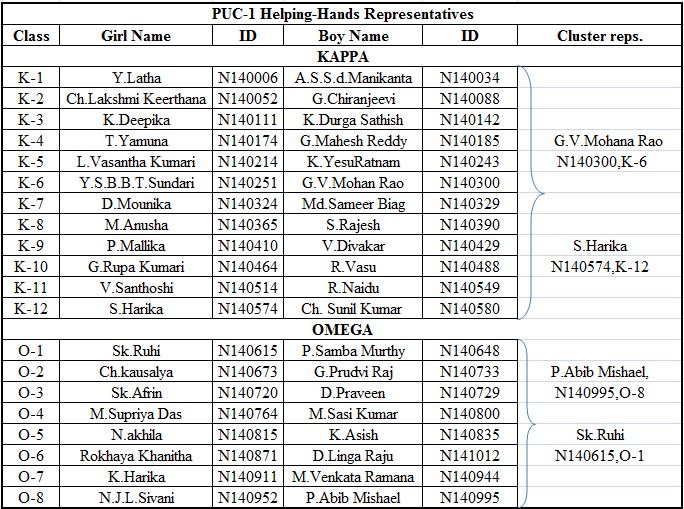 PUC-1 Helping-Hands Representatives
Class Girl Name ID Boy Name ID Cluster reps.
KAPPA
K-1 Y.Latha N140006 A.S.S.d.Manikanta N140034
K-2 Ch.Lakshmi Keerthana N140052 G.Chiranjeevi N140088
K-3 K.Deepika N140111 K.Durga Sathish N140142
K-4 T.Yamuna N140174 G.Mahesh Reddy N140185 G.V.Mohana Rao
K-5 L.Vasantha Kumari N140214 K.YesuRatnam N140243 N140300,K-6
K-6 Y.S.B.B.T.Sundari N140251 G.V.Mohan Rao N140300
K-7 D.Mounika N140324 Md.Sameer Biag N140329
K-8 M.Anusha N140365 S.Rajesh N140390
K-9 P.Mallika N140410 V.Divakar N140429 S.Harika
K-10 G.Rupa Kumari N140464 R.Vasu N140488 N140574,K-12
K-11 V.Santhoshi N140514 R.Naidu N140549
K-12 S.Harika N140574 Ch. Sunil Kumar N140580
OMEGA
O-1 Sk.Ruhi N140615 P.Samba Murthy N140648
O-2 Ch.kausalya N140673 G.Prudvi Raj N140733 P.Abib Mishael,
O-3 Sk.Afrin N140720 D.Praveen N140729 N140995,O-8
O-4 M.Supriya Das N140764 M.Sasi Kumar N140800
O-5 N.akhila N140815 K.Asish N140835 Sk.Ruhi
O-6 Rokhaya Khanitha N140871 D.Linga Raju N141012 N140615,O-1
O-7 K.Harika N140911 M.Venkata Ramana N140944
O-8 N.J.L.Sivani N140952 P.Abib Mishael N140995